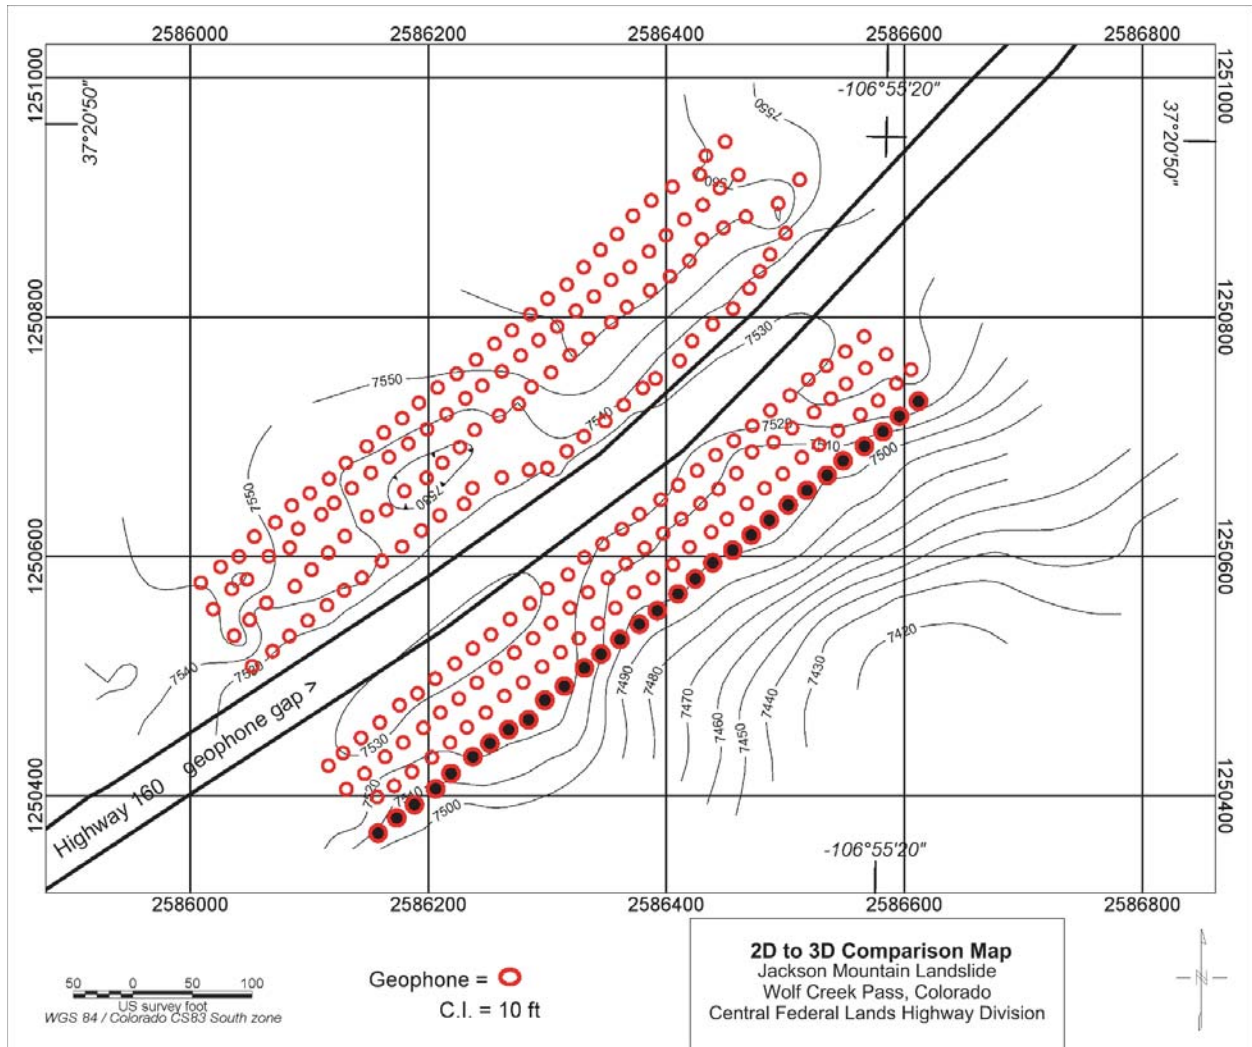 2586000 2586200 2586400 2586600 2586800
1251000 37°20'50" -106°55'20" 1251000 37°20'50"
7550
560
1250800 1250800
7530
7550
7540
7520
7510
7500
7550
7550
1250600 1250600
7420
7540
7520
7490 7480 7470 7460 7450 7440 7430
Highway 160 geophone gap >
7530
7520
7510
7500
1250400 1250400
-106°55'20"
2586000 2586200 2586400 2586600 2586800
50 0 50 100
US survey foot
WGS 84 / Colorado CS83 South zone
Geophone =
C.I. = 10 ft
2D to 3D Comparison Map
Jackson Mountain Landslide
Wolf Creek Pass, Colorado
Central Federal Lands Highway Division
N